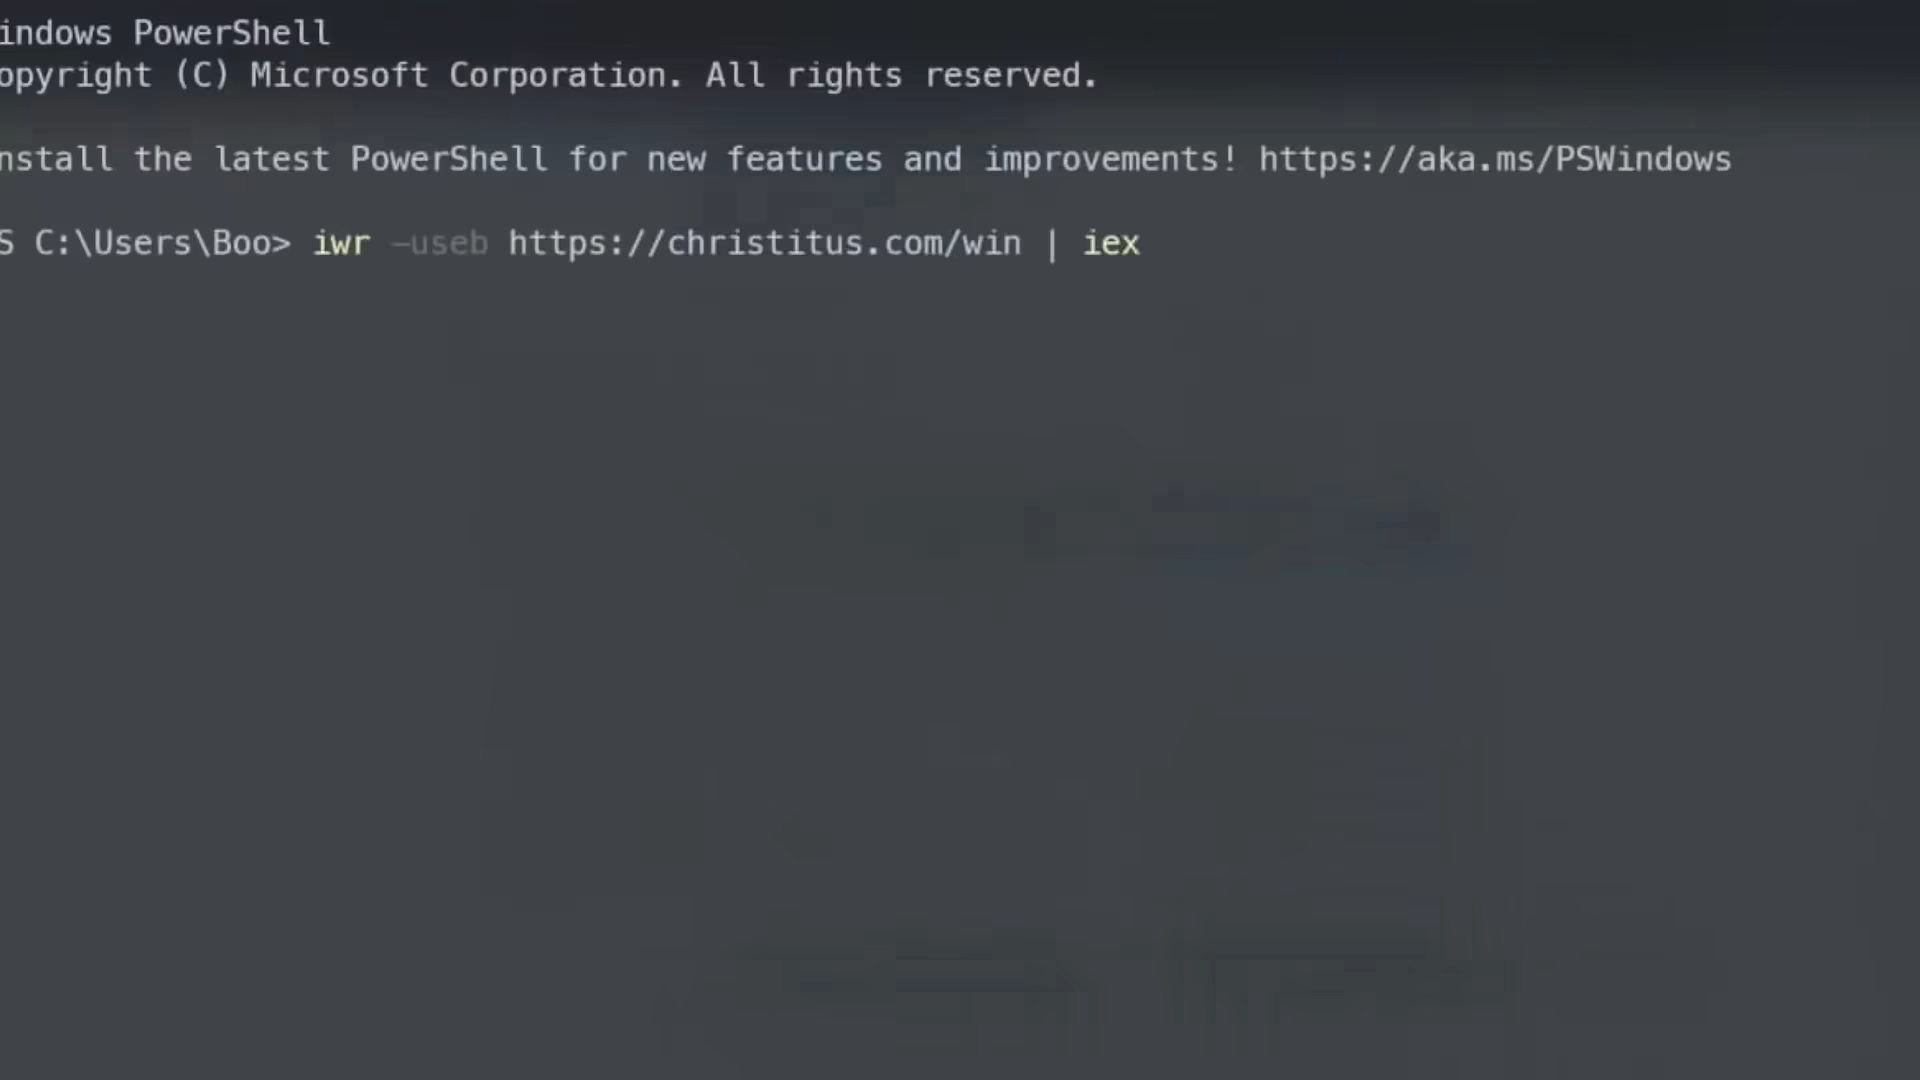 indows PowerShell
opyright (C) Microsoft Corporation. All rights reserved.
nstall the latest PowerShell for new features and improvements! https://aka.ms/PSWindows
S C:\Users\Boo> iwr -useb https://christitus.com/win | iex